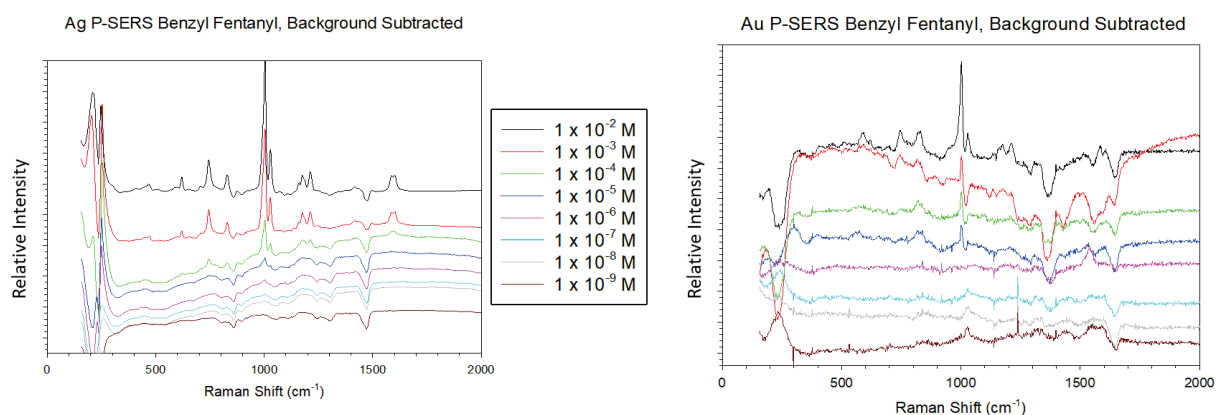 Ag P-SERS Benzyl Fentanyl, Background Subtracted
Relative Intensity
0
500
1000
1500
2000
Raman Shift (cm⁻¹)
1 x 10⁻² M
1 x 10⁻³ M
1 x 10⁻⁴ M
1 x 10⁻⁵ M
1 x 10⁻⁶ M
1 x 10⁻⁷ M
1 x 10⁻⁸ M
1 x 10⁻⁹ M
Au P-SERS Benzyl Fentanyl, Background Subtracted
Relative Intensity
0
500
1000
1500
2000
Raman Shift (cm⁻¹)